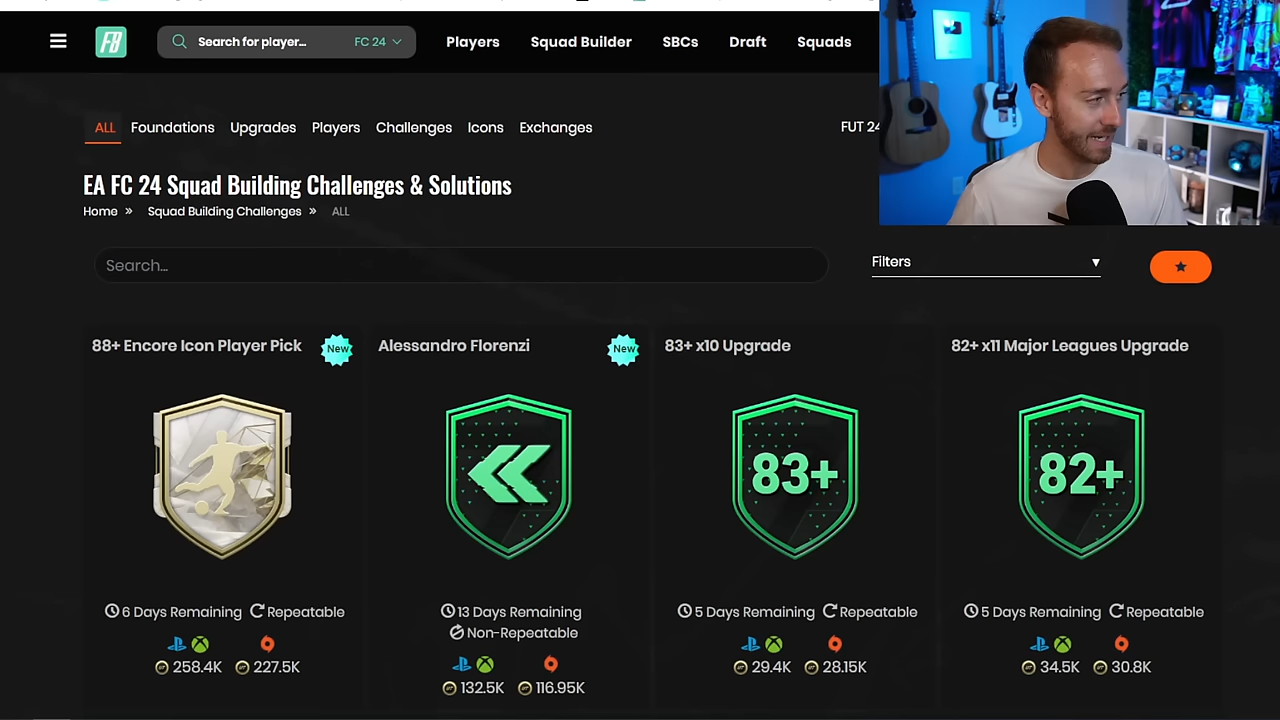 FB
Search for player...
FC 24
Players
Squad Builder
SBCs
Draft
Squads
ALL
Foundations
Upgrades
Players
Challenges
Icons
Exchanges
FUT 24
EA FC 24 Squad Building Challenges & Solutions
Home » Squad Building Challenges » ALL
Search...
Filters
88+ Encore Icon Player Pick
New
Alessandro Florenzi
New
83+ x10 Upgrade
82+ x11 Major Leagues Upgrade
83+
82+
6 Days Remaining Repeatable
13 Days Remaining
Non-Repeatable
5 Days Remaining Repeatable
5 Days Remaining Repeatable
258.4K 227.5K
132.5K 116.95K
29.4K 28.15K
34.5K 30.8K